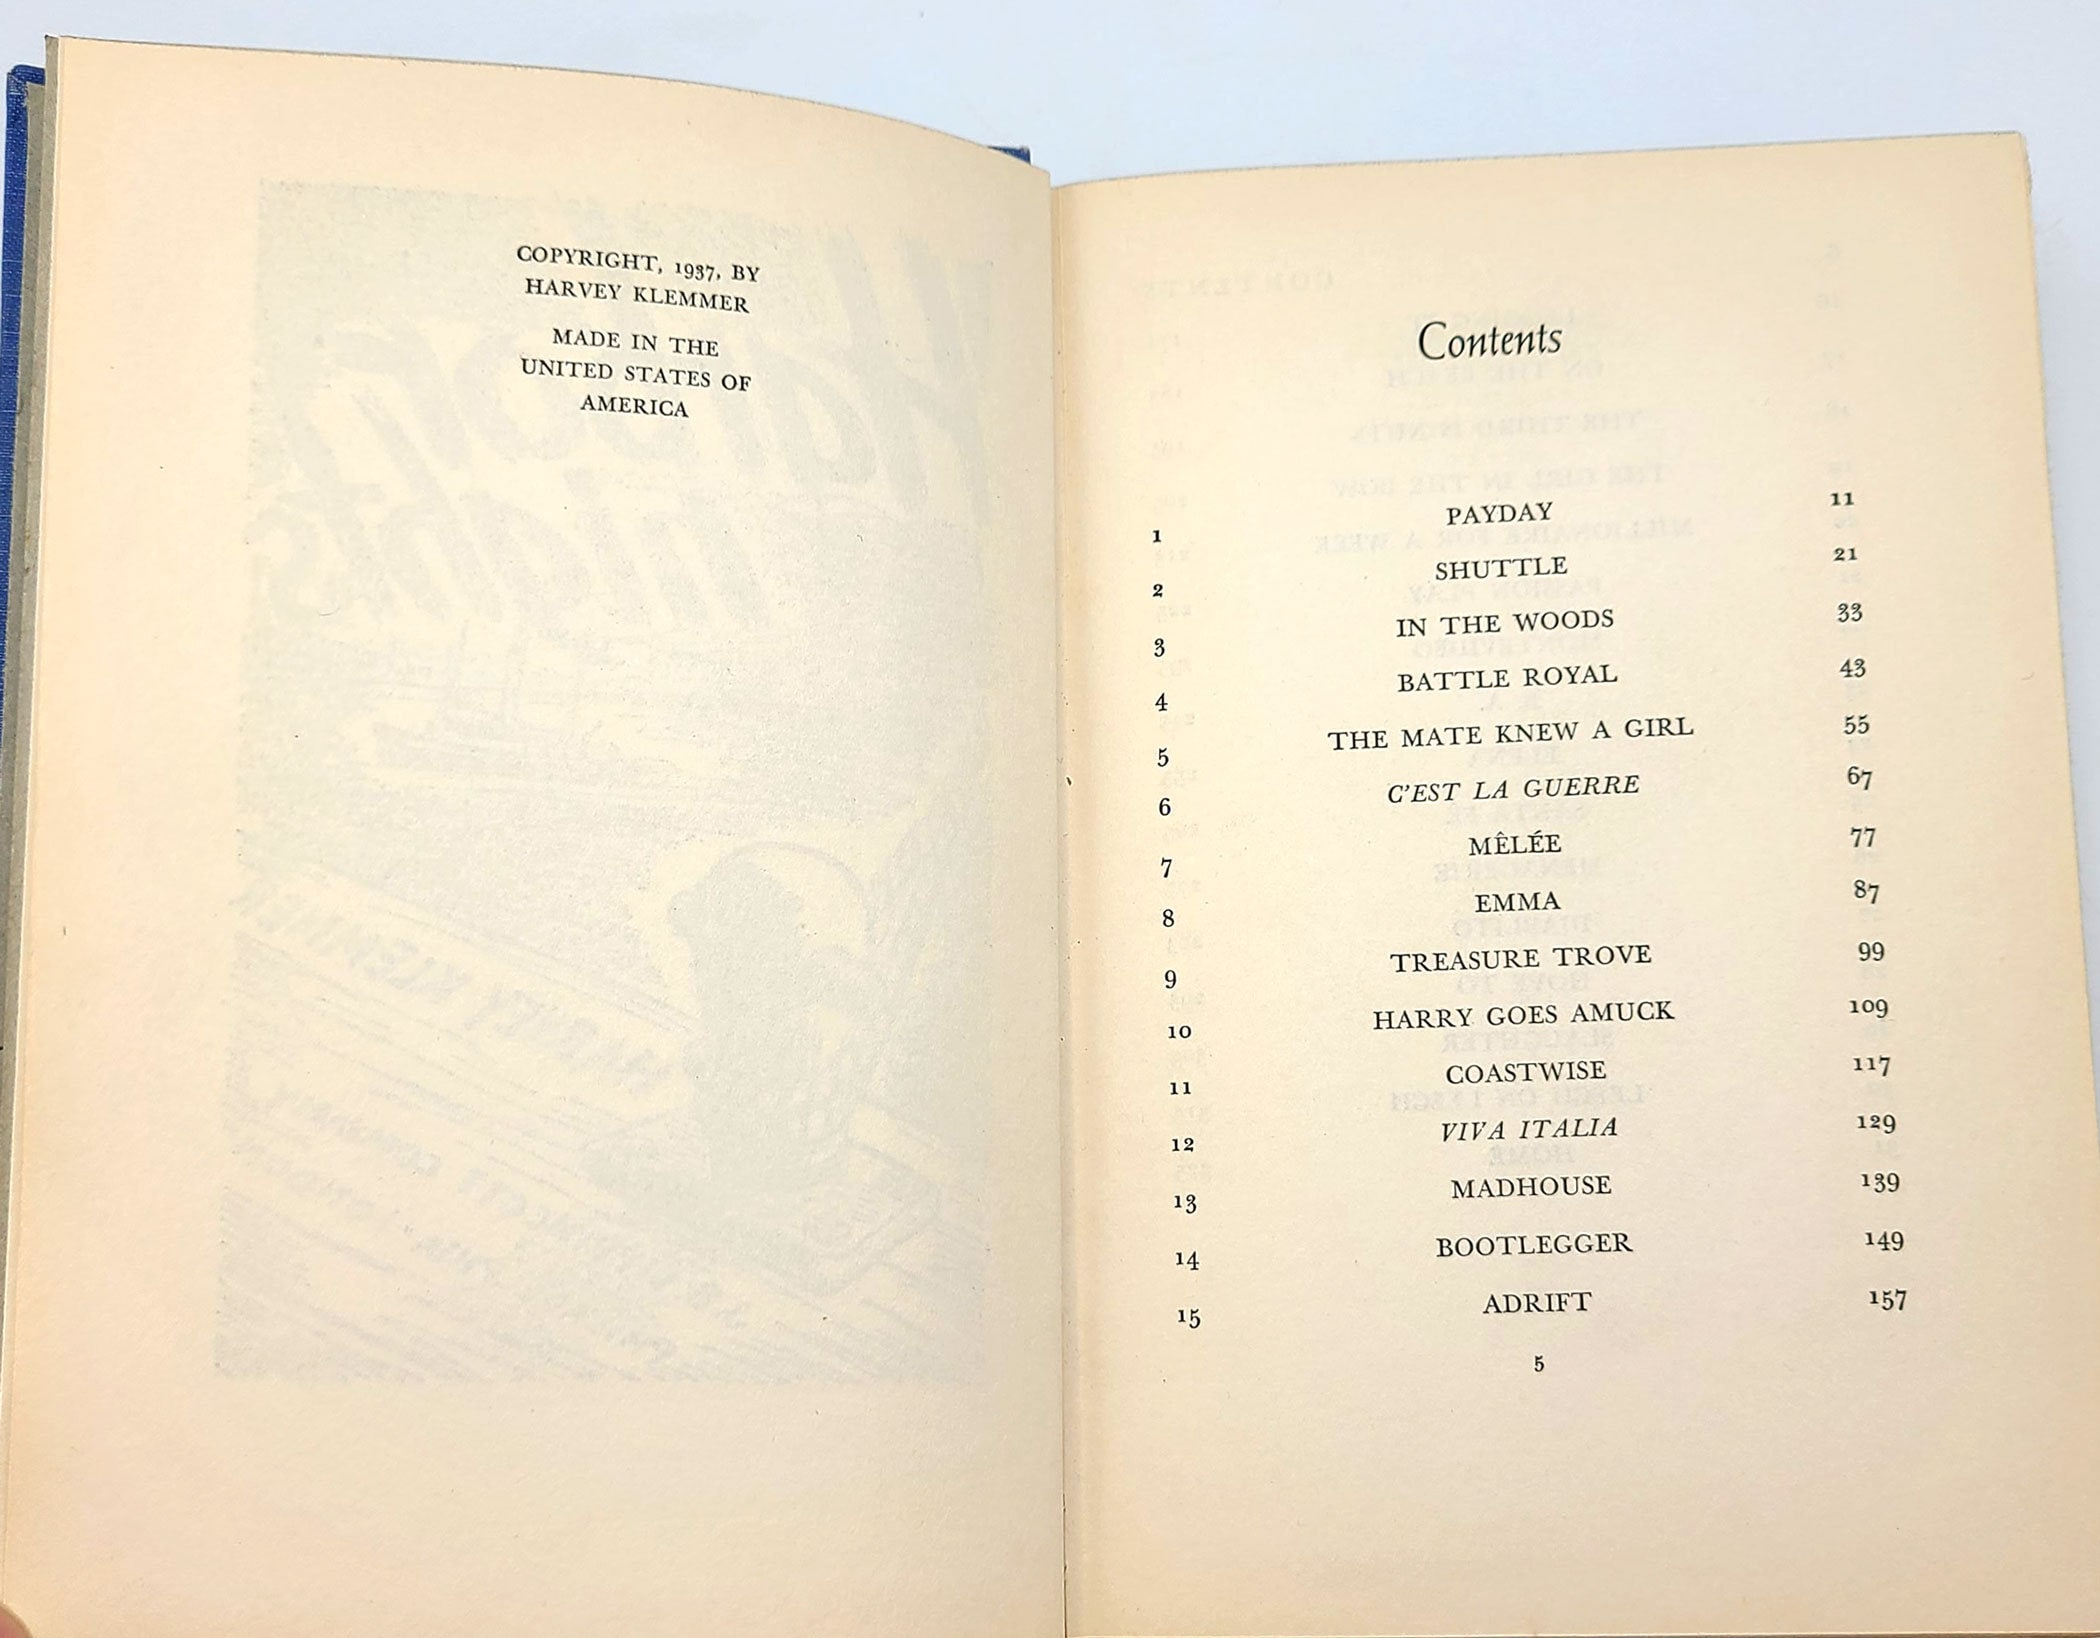 COPYRIGHT, 1937, BY
HARVEY KLEMMER
MADE IN THE
UNITED STATES OF
AMERICA
Contents
1 PAYDAY 11
2 SHUTTLE 21
3 IN THE WOODS 33
4 BATTLE ROYAL 43
5 THE MATE KNEW A GIRL 55
6 C'EST LA GUERRE 67
7 MÊLÉE 77
8 EMMA 87
9 TREASURE TROVE 99
10 HARRY GOES AMUCK 109
11 COASTWISE 117
12 VIVA ITALIA 129
13 MADHOUSE 139
14 BOOTLEGGER 149
15 ADRIFT 157
5